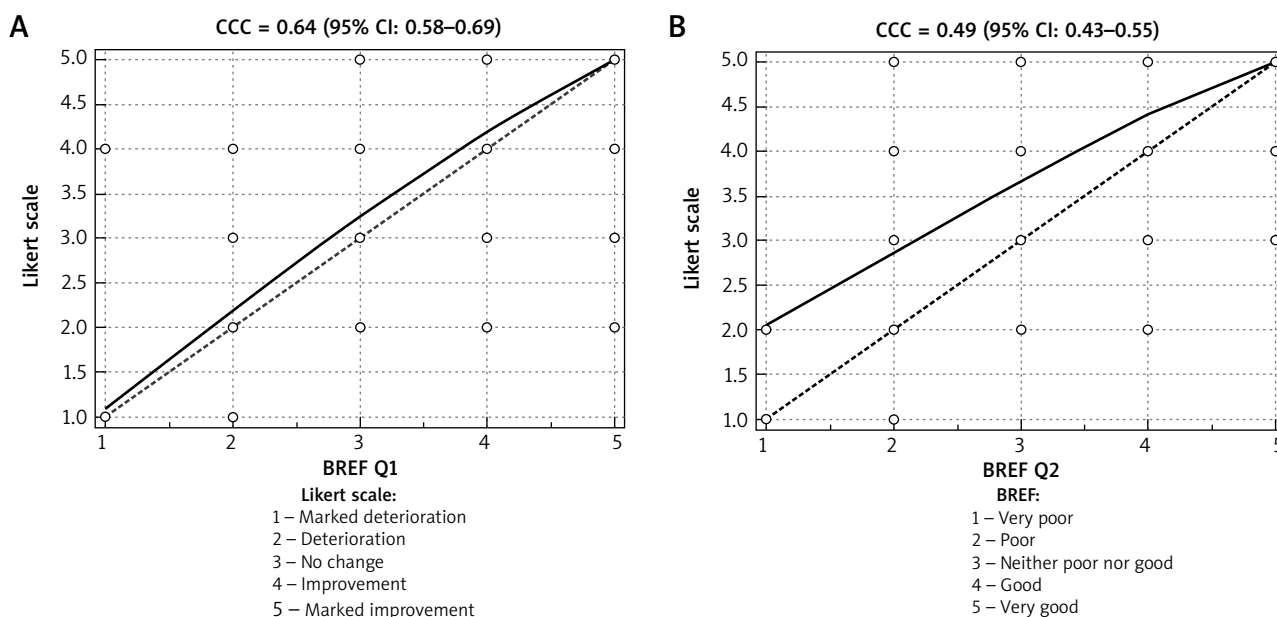 A
CCC = 0.64 (95% CI: 0.58–0.69)
5.0
4.5
4.0
3.5
3.0
2.5
2.0
1.5
1.0
Likert scale
1 2 3 4 5
BREF Q1
Likert scale:
1 – Marked deterioration
2 – Deterioration
3 – No change
4 – Improvement
5 – Marked improvement
B
CCC = 0.49 (95% CI: 0.43–0.55)
5.0
4.5
4.0
3.5
3.0
2.5
2.0
1.5
1.0
Likert scale
1 2 3 4 5
BREF Q2
BREF:
1 – Very poor
2 – Poor
3 – Neither poor nor good
4 – Good
5 – Very good